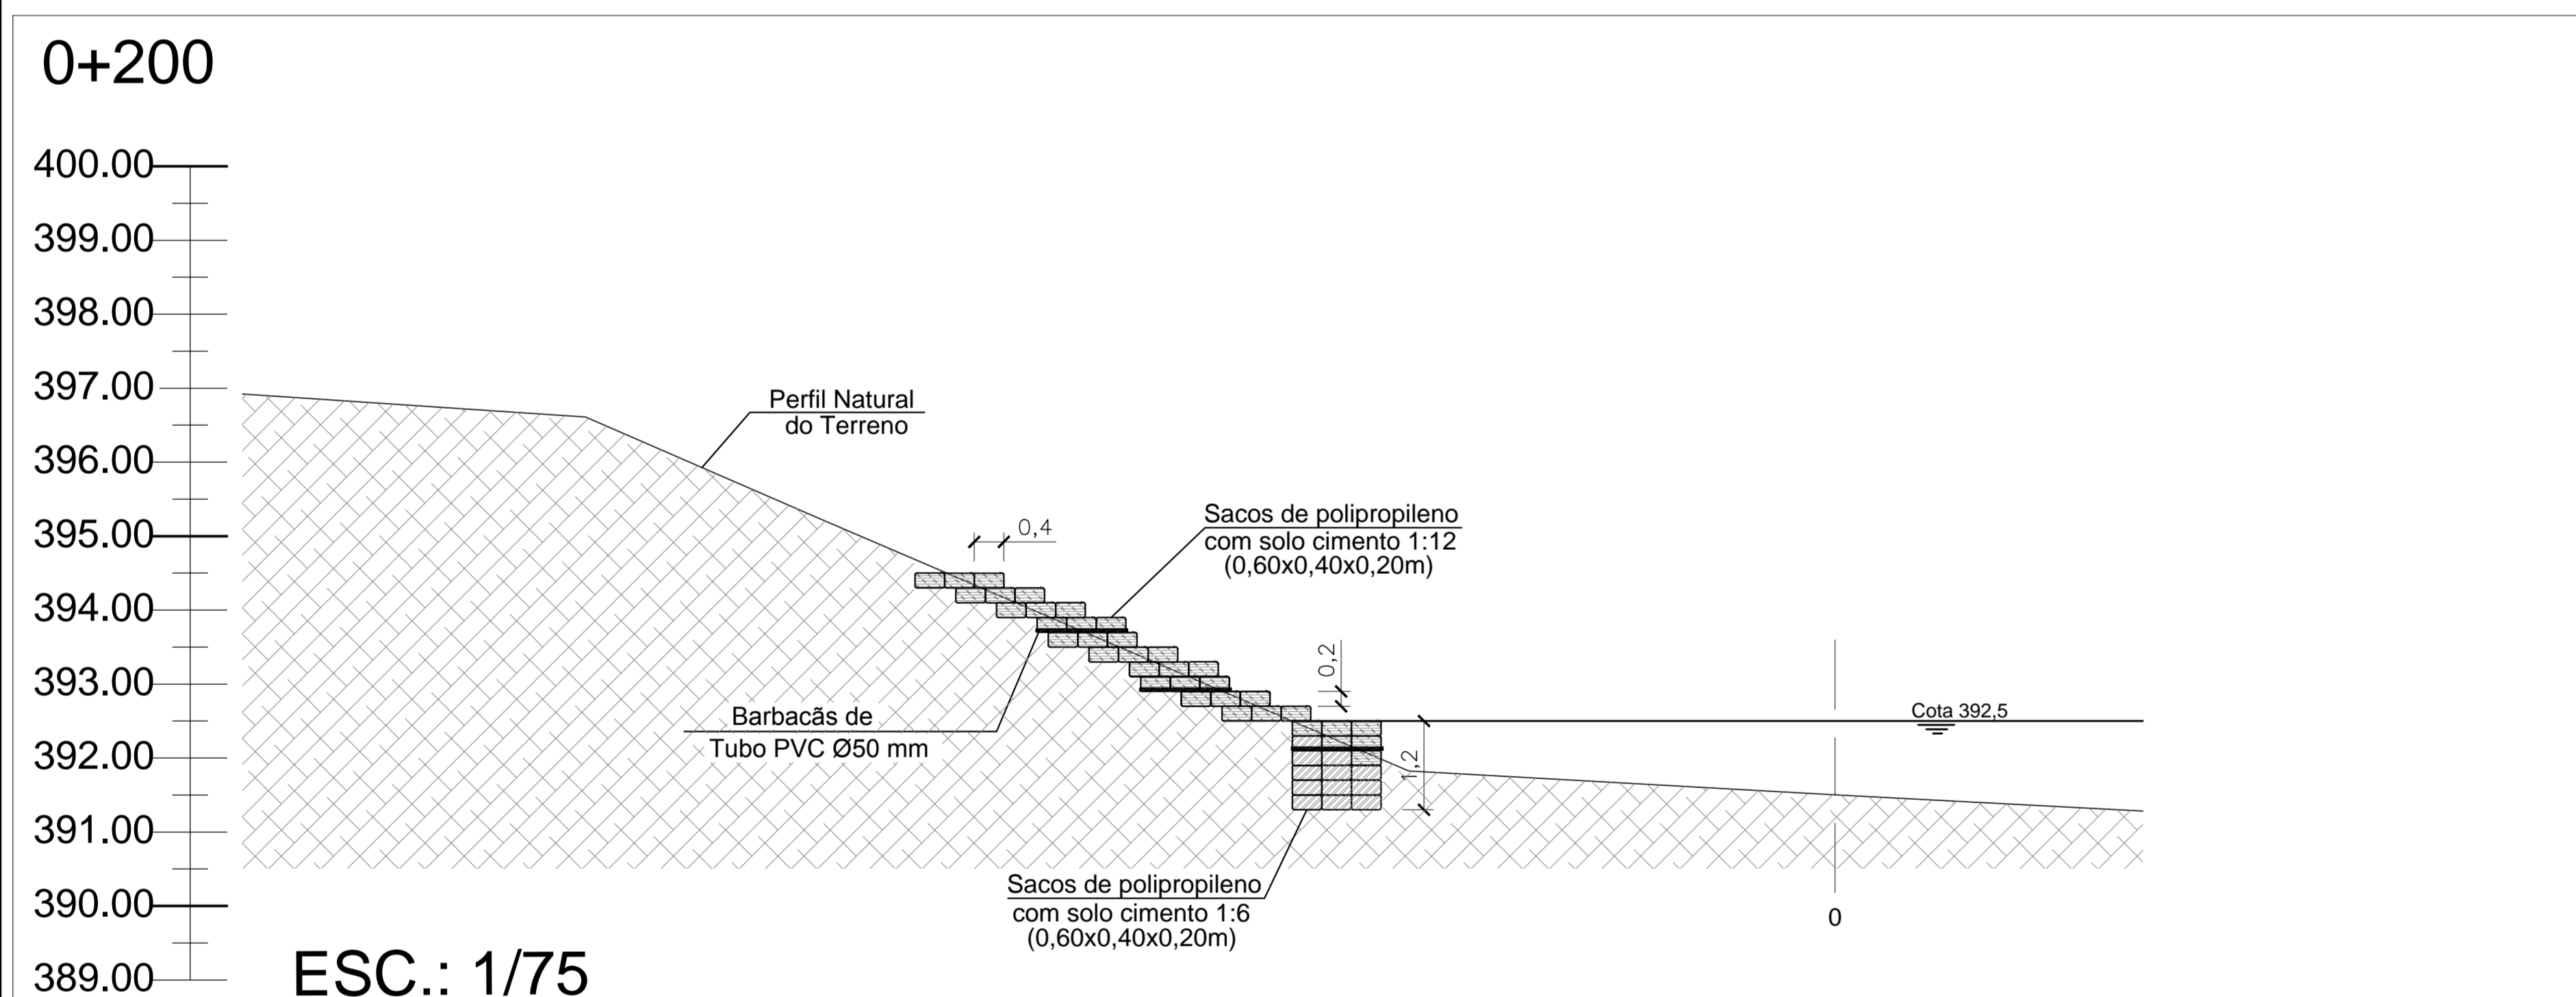 0+200
400.00
399.00
398.00
397.00
396.00
395.00
394.00
393.00
392.00
391.00
390.00
389.00
Perfil Natural
do Terreno
0,4
Sacos de polipropileno
com solo cimento 1:12
(0,60x0,40x0,20m)
0,2
Barbacãs de
Tubo PVC Ø50 mm
Cota 392,5
1,2
Sacos de polipropileno
com solo cimento 1:6
(0,60x0,40x0,20m)
0
ESC.: 1/75